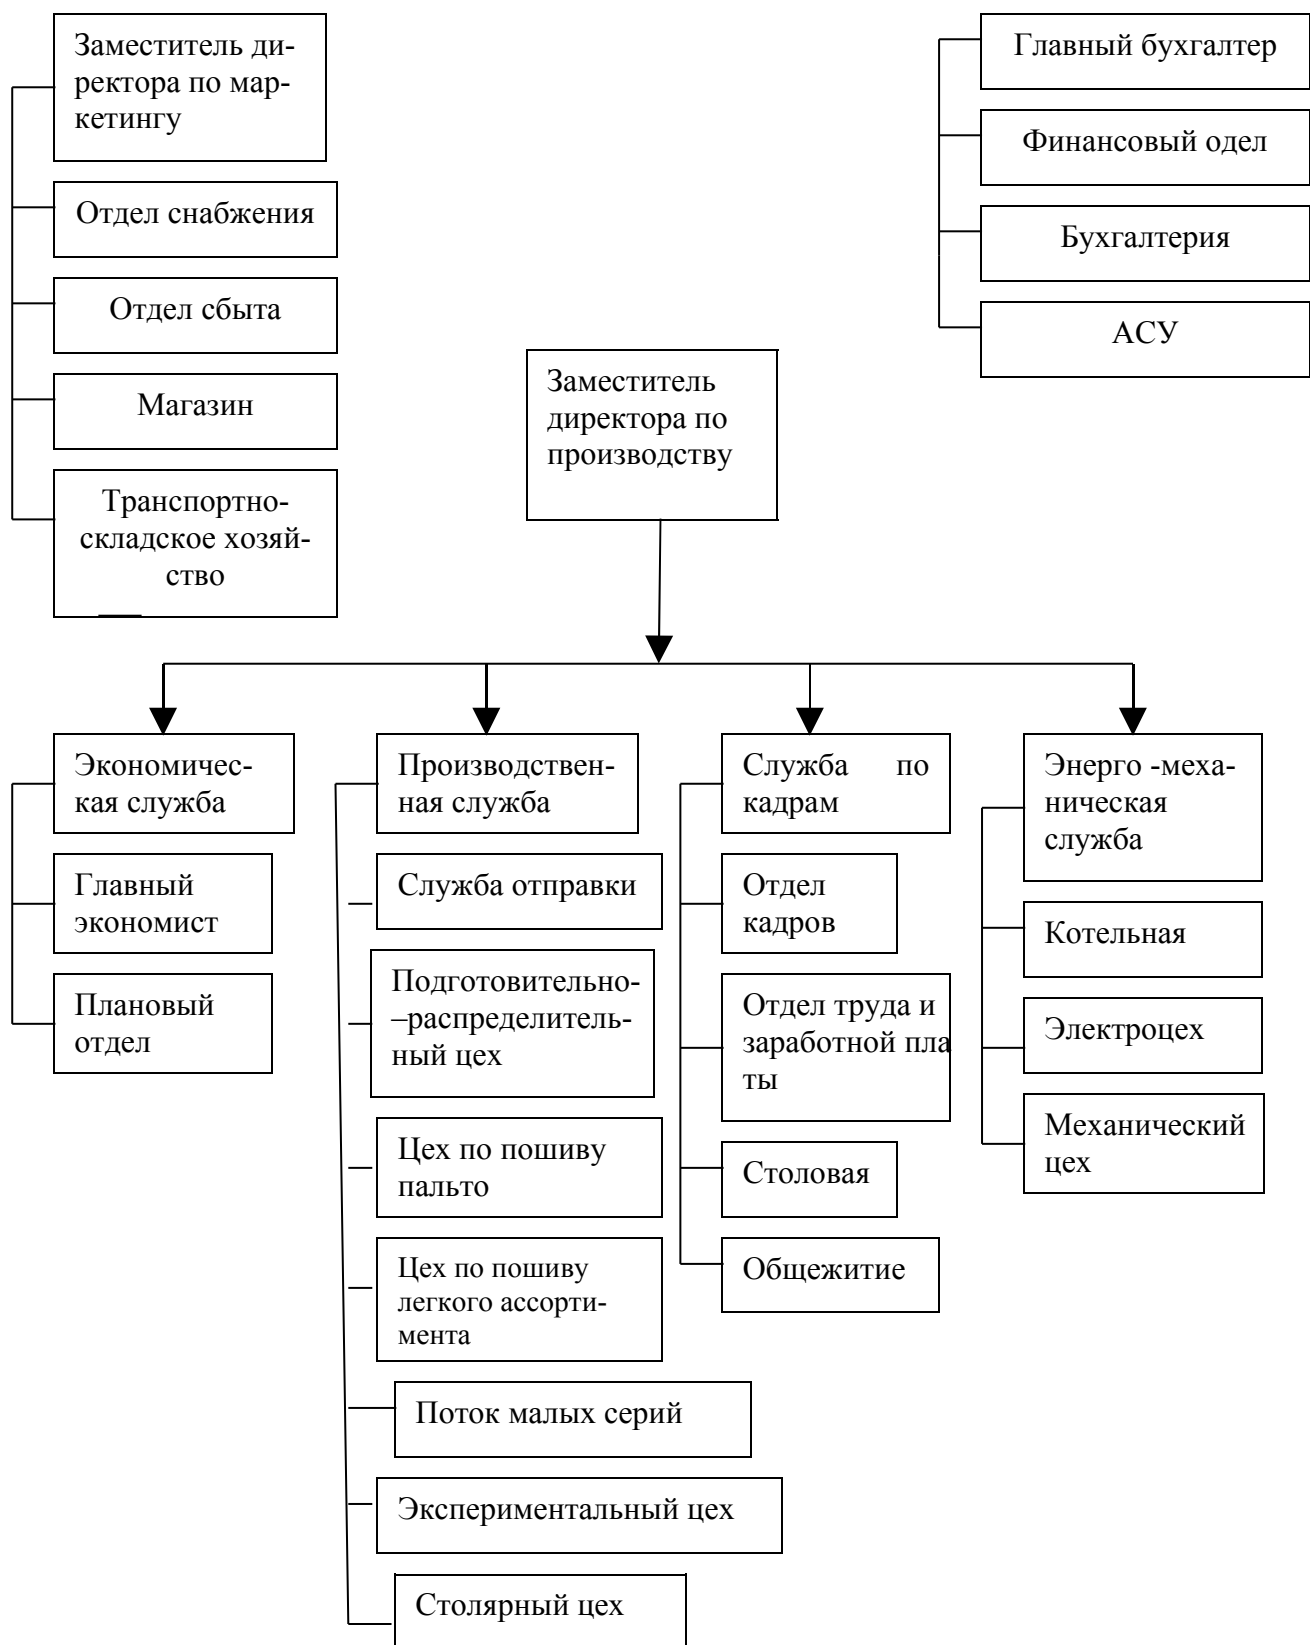 Заместитель ди-
ректора по мар-
кетингу
Отдел снабжения
Отдел сбыта
Магазин
Транспортно-
складское хозяй-
ство
Главный бухгалтер
Финансовый одел
Бухгалтерия
АСУ
Заместитель
директора по
производству
Экономичес-
кая служба
Главный
экономист
Плановый
отдел
Производствен-
ная служба
Служба отправки
Подготовительно-
–распределитель-
ный цех
Цех по пошиву
пальто
Цех по пошиву
легкого ассорти-
мента
Поток малых серий
Экспериментальный цех
Столярный цех
Служба по
кадрам
Отдел
кадров
Отдел труда и
заработной пла
ты
Столовая
Общежитие
Энерго -меха-
ническая
служба
Котельная
Электроцех
Механический
цех